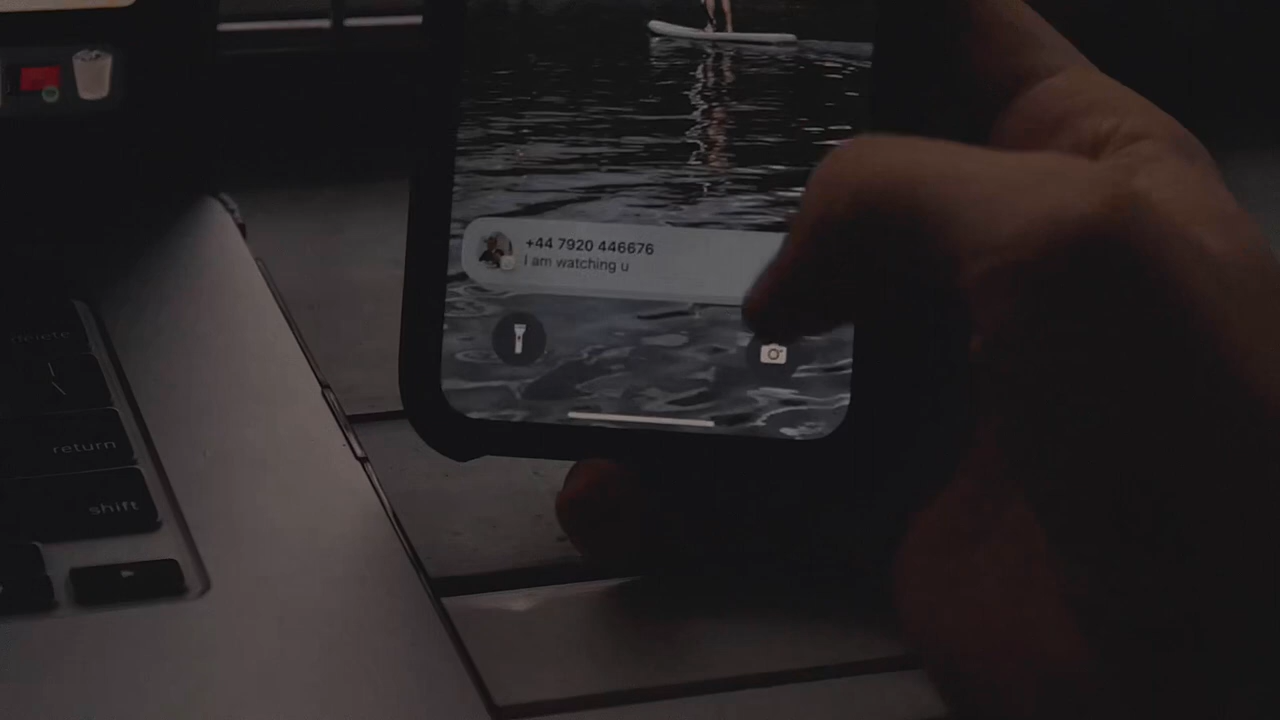 +44 7920 446676
I am watching u
delete
|
\
return
shift